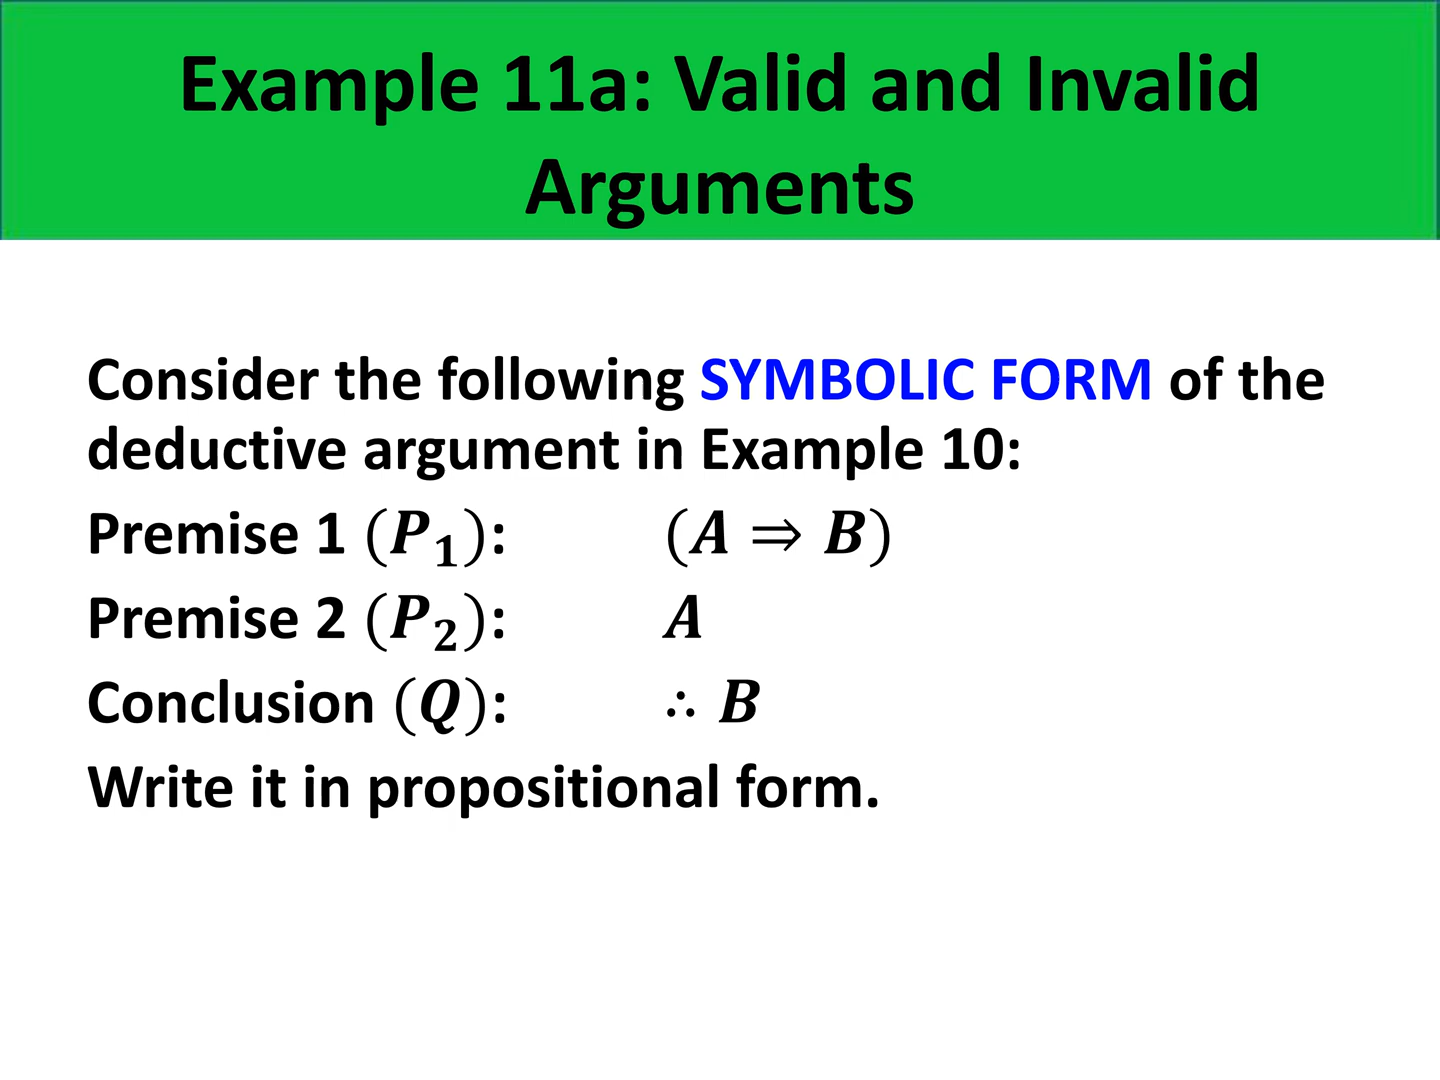 Example 11a: Valid and Invalid
Arguments
Consider the following SYMBOLIC FORM of the
deductive argument in Example 10:
Premise 1 (P₁): (A ⇒ B)
Premise 2 (P₂): A
Conclusion (Q): ∴ B
Write it in propositional form.